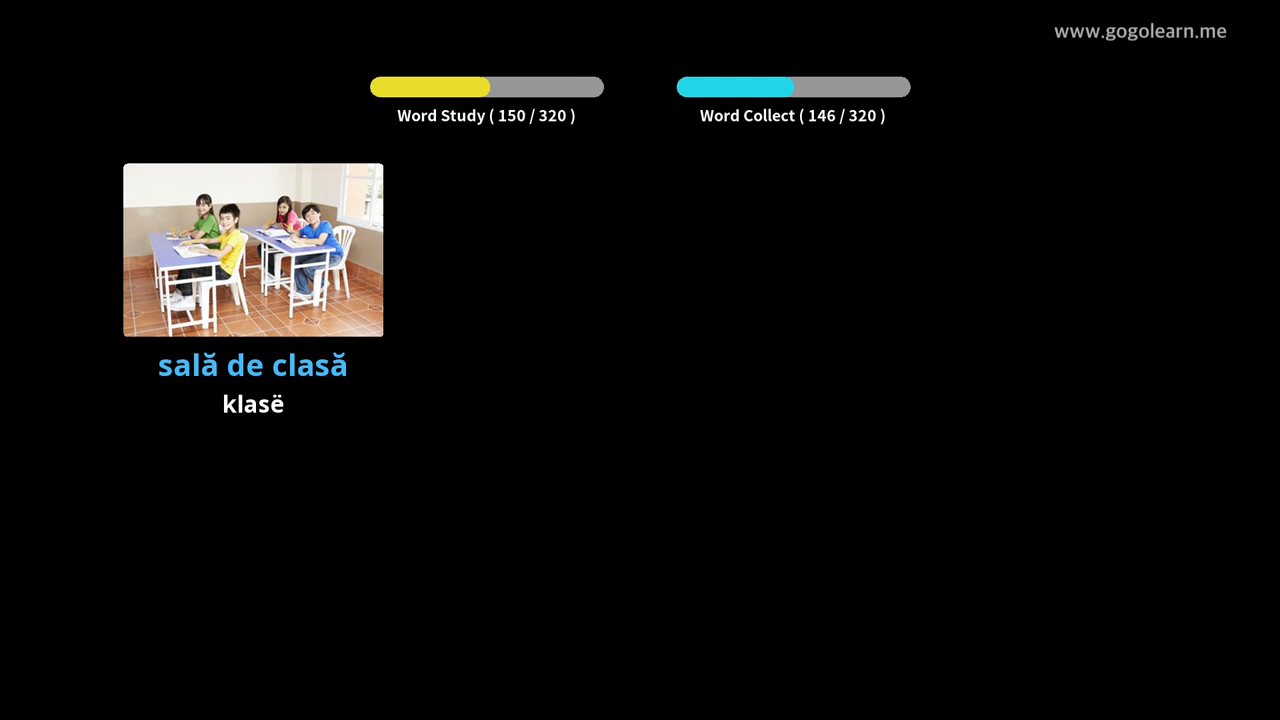 www.gogolearn.me
Word Study ( 150 / 320 )
Word Collect ( 146 / 320 )
sală de clasă
klasë